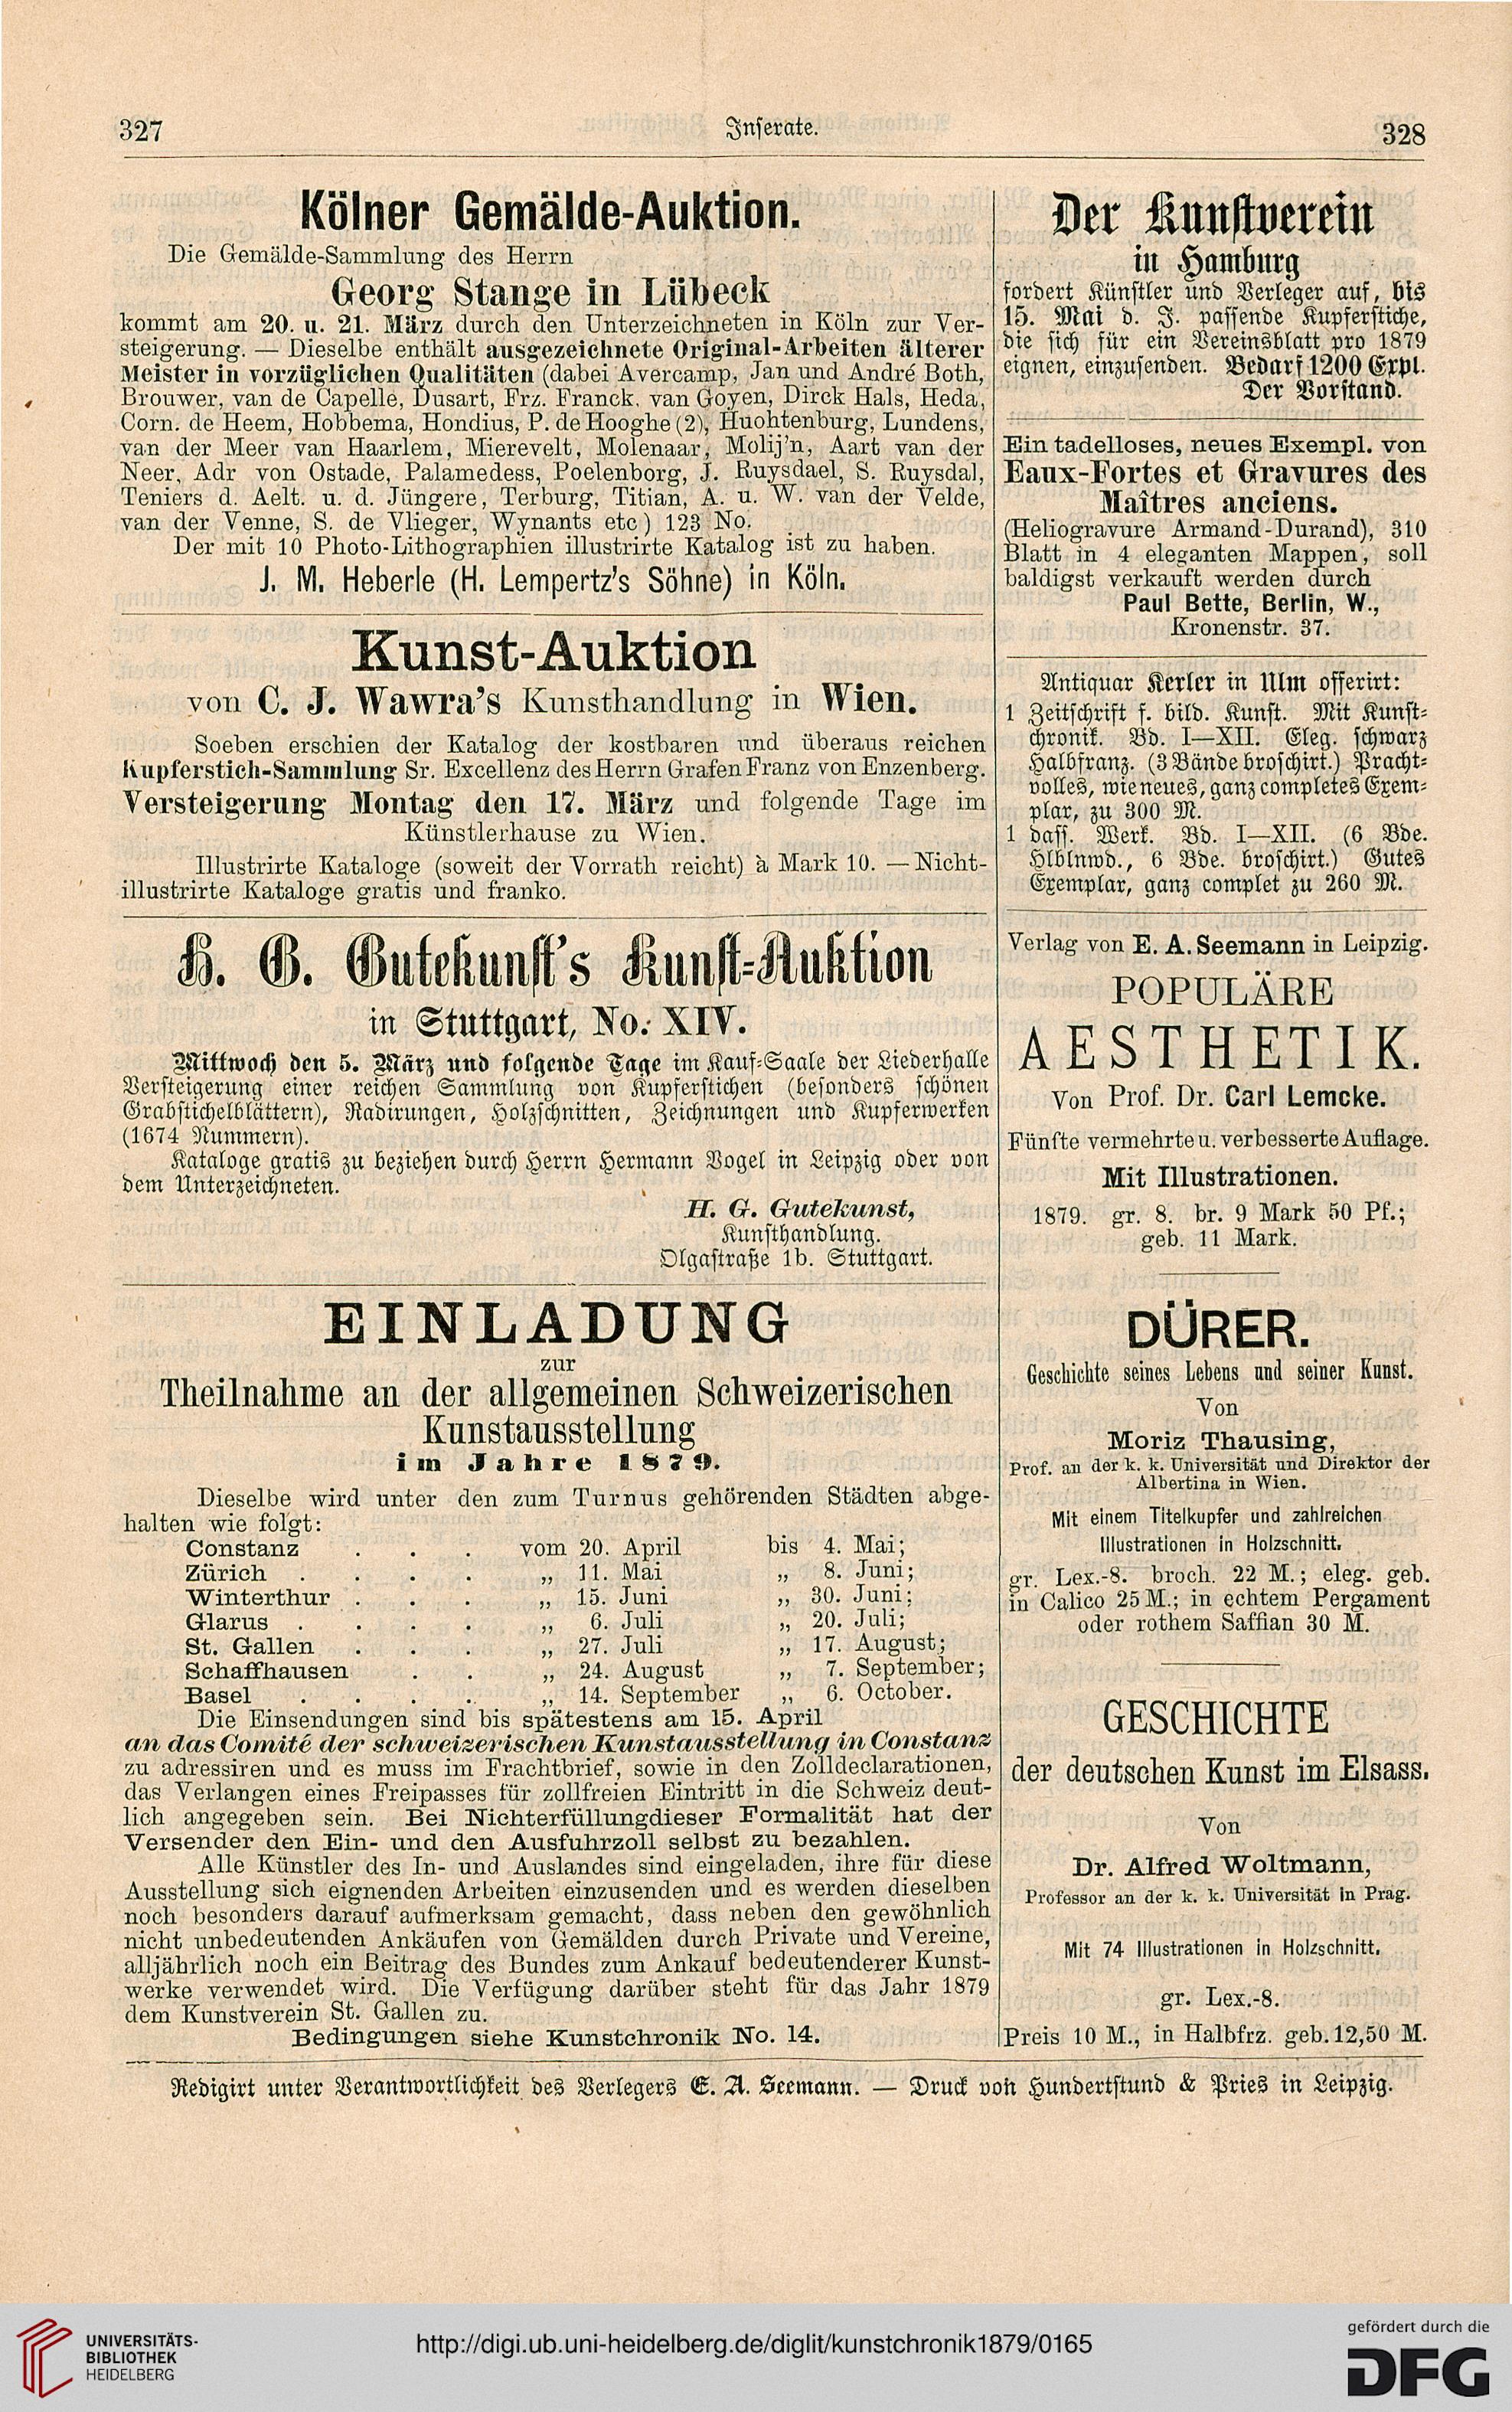 327
Inserate.
328
Kölner Gemälde-Auktion.
Die Gemälde-Sammlung des Herrn
Georg Stange in Lübeck
kommt am 20. u. 21. März durch den Unterzeichneten in Köln zur Ver-
steigerung. — Dieselbe enthält ausgezeichnete Original-Arbeiten älterer
Meister in vorzüglichen Qualitäten (dabei Avercamp, Jan und André Both,
Brouwer, van de Capelle, Dusart, Frz. Franck, van Goyen, Dirck Hals, Heda,
Corn. de Heem, Hobbema, Hondius, P. de Hooghe (2), Huohtenburg, Lundens,
van der Meer van Haarlem, Mierevelt, Molenaar, Molij'n, Aart van der
Neer, Adr von Ostade, Palamedess, Poelenborg, J. Ruysdael, S. Ruysdal,
Teniers d. Aelt. u. d. Jüngere, Terburg, Titian, A. u. W. van der Velde,
van der Venne, S. de Vlieger, Wynants etc) 123 No.
Der mit 10 Photo-Lithographien illustrirte Katalog ist zu haben.
J. M. Heberle (H. Lempertz's Söhne) in Köln.
Kunst-Auktion
von C. J. Wawra's Kunsthandlung in Wien.
Soeben erschien der Katalog der kostbaren und überaus reichen
Kupferstich-Sammlung Sr. Excellenz des Herrn Grafen Franz von Enzenberg.
Versteigerung Montag den 17. März und folgende Tage im
Künstlerhause zu Wien.
Illustrirte Kataloge (soweit der Vorrath reicht) à Mark 10. — Nicht-
illustrirte Kataloge gratis und franko.
H. G. Gutekunst's Kunst-Auktion
in Stuttgart, No. XIV.
Mittwoch den 5. März und folgende Tage im Kauf-Saale der Liederhalle
Versteigerung einer reichen Sammlung von Kupferstichen (besonders schönen
Grabstichelblättern), Radirungen, Holzschnitten, Zeichnungen und Kupferwerken
(1674 Nummern).
Kataloge gratis zu beziehen durch Herrn Hermann Vogel in Leipzig oder von
dem Unterzeichneten.
H. G. Gutekunst,
Kunsthandlung.
Olgastraße 1b. Stuttgart.
EINLADUNG
zur
Theilnahme an der allgemeinen Schweizerischen
Kunstausstellung
im Jahre 1879.
Dieselbe wird unter den zum Turnus gehörenden Städten abge-
halten wie folgt:
Constanz . . . vom 20. April bis 4. Mai;
Zürich . . . . „ 11. Mai „ 8. Juni;
Winterthur . . . „ 15. Juni „ 30. Juni;
Glarus . . . . „ 6. Juli „ 20. Juli;
St. Gallen . . . „ 27. Juli „ 17. August;
Schaffhausen . . „ 24. August „ 7. September;
Basel . . . . „ 14. September „ 6. October.
Die Einsendungen sind bis spätestens am 15. April
an das Comité der schweizerischen Kunstausstellung in Constanz
zu adressiren und es muss im Frachtbrief, sowie in den Zolldeclarationen,
das Verlangen eines Freipasses für zollfreien Eintritt in die Schweiz deut-
lich angegeben sein. Bei Nichterfüllungdieser Formalität hat der
Versender den Ein- und den Ausfuhrzoll selbst zu bezahlen.
Alle Künstler des In- und Auslandes sind eingeladen, ihre für diese
Ausstellung sich eignenden Arbeiten einzusenden und es werden dieselben
noch besonders darauf aufmerksam gemacht, dass neben den gewöhnlich
nicht unbedeutenden Ankäufen von Gemälden durch Private und Vereine,
alljährlich noch ein Beitrag des Bundes zum Ankauf bedeutenderer Kunst-
werke verwendet wird. Die Verfügung darüber steht für das Jahr 1879
dem Kunstverein St. Gallen zu.
Bedingungen siehe Kunstchronik No. 14.
Der Kunstverein
in Hamburg
fordert Künstler und Verleger auf, bis
15. Mai d. J. passende Kupferstiche,
die sich für ein Vereinsblatt pro 1879
eignen, einzusenden. Bedarf 1200 Expl.
Der Vorstand.
Ein tadelloses, neues Exempl. von
Eaux-Fortes et Gravures des
Maîtres anciens.
(Heliogravure Armand-Durand), 310
Blatt in 4 eleganten Mappen, soll
baldigst verkauft werden durch
Paul Bette, Berlin, W.,
Kronenstr. 37.
Antiquar Kerler in Ulm offerirt:
1 Zeitschrift f. bild. Kunst. Mit Kunst-
chronik. Bd. I—XII. Eleg. schwarz
Halbfranz. (3 Bände broschirt.) Pracht-
volles, wie neues, ganz completes Exem-
plar, zu 300 M.
1 dass. Werk. Bd. I—XII. (6 Bde.
Hlblnwd., 6 Bde. broschirt.) Gutes
Exemplar, ganz complet zu 260 M.
Verlag von E. A. Seemann in Leipzig.
POPULÄRE
AESTHETIK.
Von Prof. Dr. Carl Lemcke.
Fünfte vermehrte u. verbesserte Auflage.
Mit Illustrationen.
1879. gr. 8. br. 9 Mark 50 Pf.;
geb. 11 Mark.
DÜRER.
Geschichte seines Lebens und seiner Kunst.
Von
Moriz Thausing,
Prof. an der k. k. Universität und Direktor der
Albertina in Wien.
Mit einem Titelkupfer und zahlreichen
Illustrationen in Holzschnitt.
gr. Lex.-8. broch. 22 M.; eleg. geb.
in Calico 25 M.; in echtem Pergament
oder rothem Saffian 30 M.
GESCHICHTE
der deutschen Kunst im Elsass.
Von
Dr. Alfred Woltmann,
Professor an der k. k. Universität in Prag.
Mit 74 Illustrationen in Holzschnitt.
gr. Lex.-8.
Preis 10 M., in Halbfrz. geb. 12,50 M.
Redigirt unter Verantwortlichkeit des Verlegers E. A. Seemann. — Druck von Hundertstund & Pries in Leipzig.
UNIVERSITÄTS-
BIBLIOTHEK
HEIDELBERG
http://digi.ub.uni-heidelberg.de/diglit/kunstchronik1879/0165
gefördert durch die
DFG